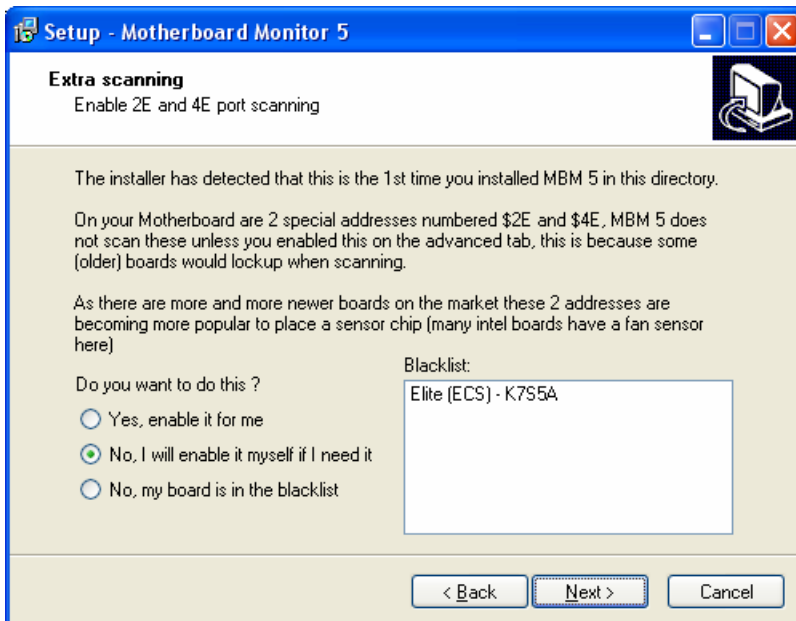 Setup - Motherboard Monitor 5
Extra scanning
Enable 2E and 4E port scanning
The installer has detected that this is the 1st time you installed MBM 5 in this directory.
On your Motherboard are 2 special addresses numbered $2E and $4E, MBM 5 does
not scan these unless you enabled this on the advanced tab, this is because some
(older) boards would lockup when scanning.
As there are more and more newer boards on the market these 2 addresses are
becoming more popular to place a sensor chip (many intel boards have a fan sensor
here)
Do you want to do this ?
Yes, enable it for me
No, I will enable it myself if I need it
No, my board is in the blacklist
Blacklist:
Elite (ECS) - K7S5A
< Back
Next >
Cancel